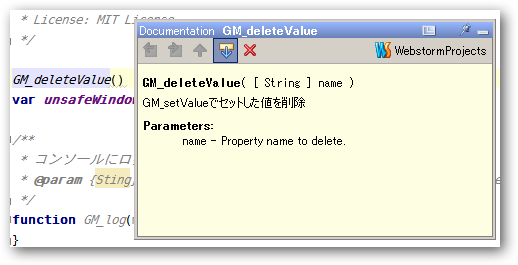 * License: MIT License
*/
Documentation GM_deleteValue
WebstormProjects
GM_deleteValue()
var unsafeWindow
GM_deleteValue( [ String ] name )
GM_setValueでセットした値を削除
Parameters:
name - Property name to delete.
/**
* コンソールにロ
* @param {Sting}
*/
function GM_log(
}